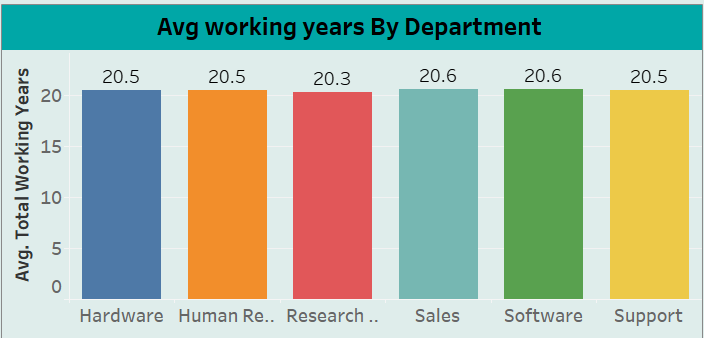 Avg working years By Department
Avg. Total Working Years
20.5 20.5 20.3 20.6 20.6 20.5
20
15
10
5
0
Hardware Human Re.. Research .. Sales Software Support